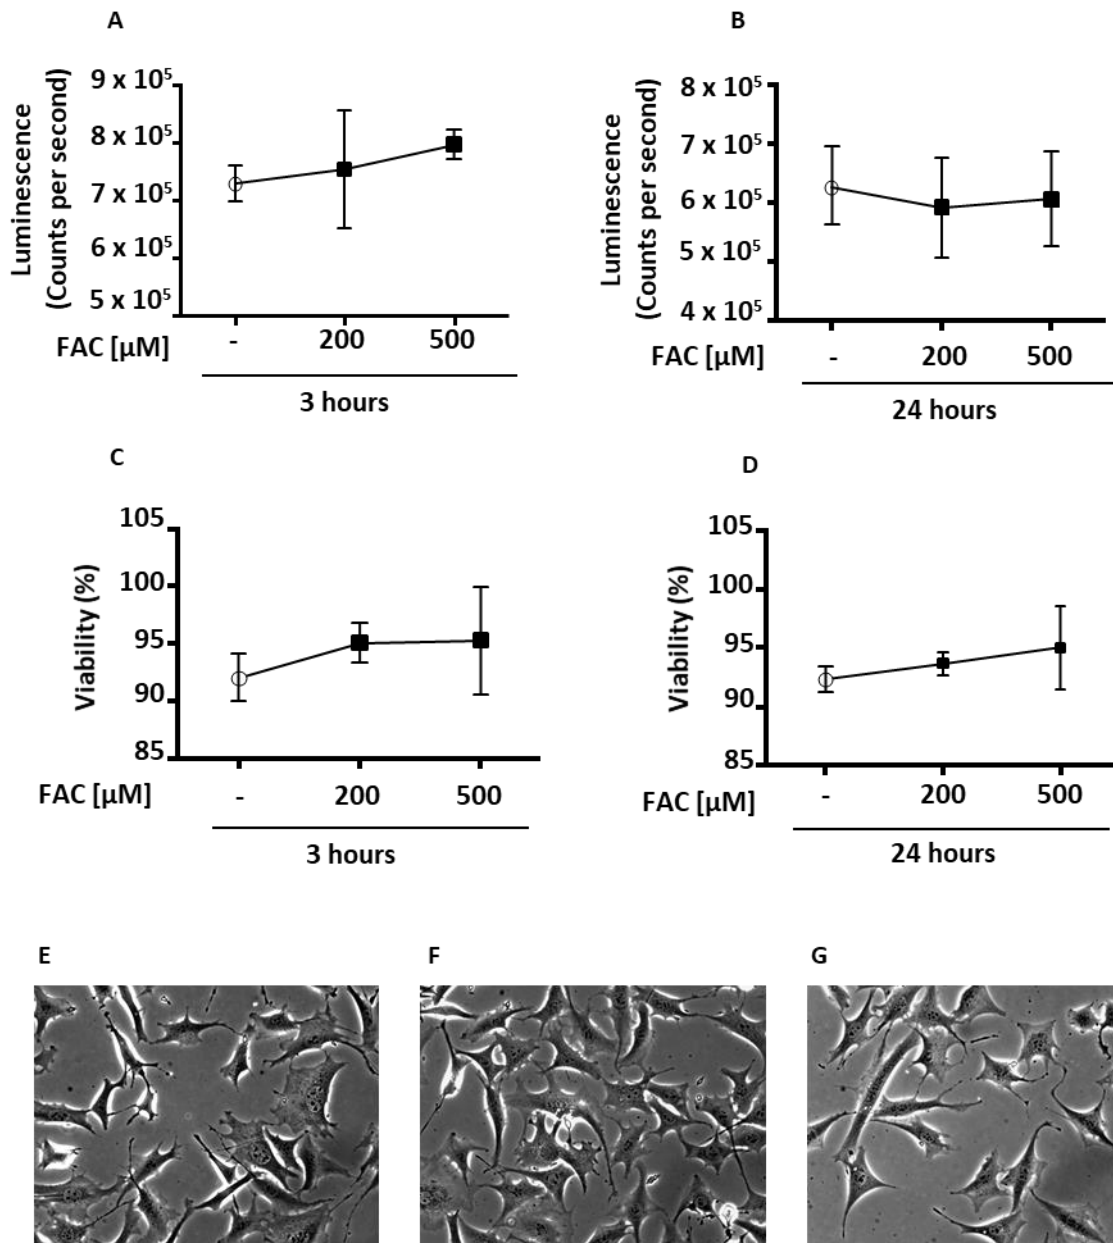 A
Luminescence
(Counts per second)
9 x 10⁵
8 x 10⁵
7 x 10⁵
6 x 10⁵
5 x 10⁵
FAC [µM]
- 200 500
3 hours
B
Luminescence
(Counts per second)
8 x 10⁵
7 x 10⁵
6 x 10⁵
5 x 10⁵
4 x 10⁵
FAC [µM]
- 200 500
24 hours
C
Viability (%)
105
100
95
90
85
FAC [µM]
- 200 500
3 hours
D
Viability (%)
105
100
95
90
85
FAC [µM]
- 200 500
24 hours
E
F
G